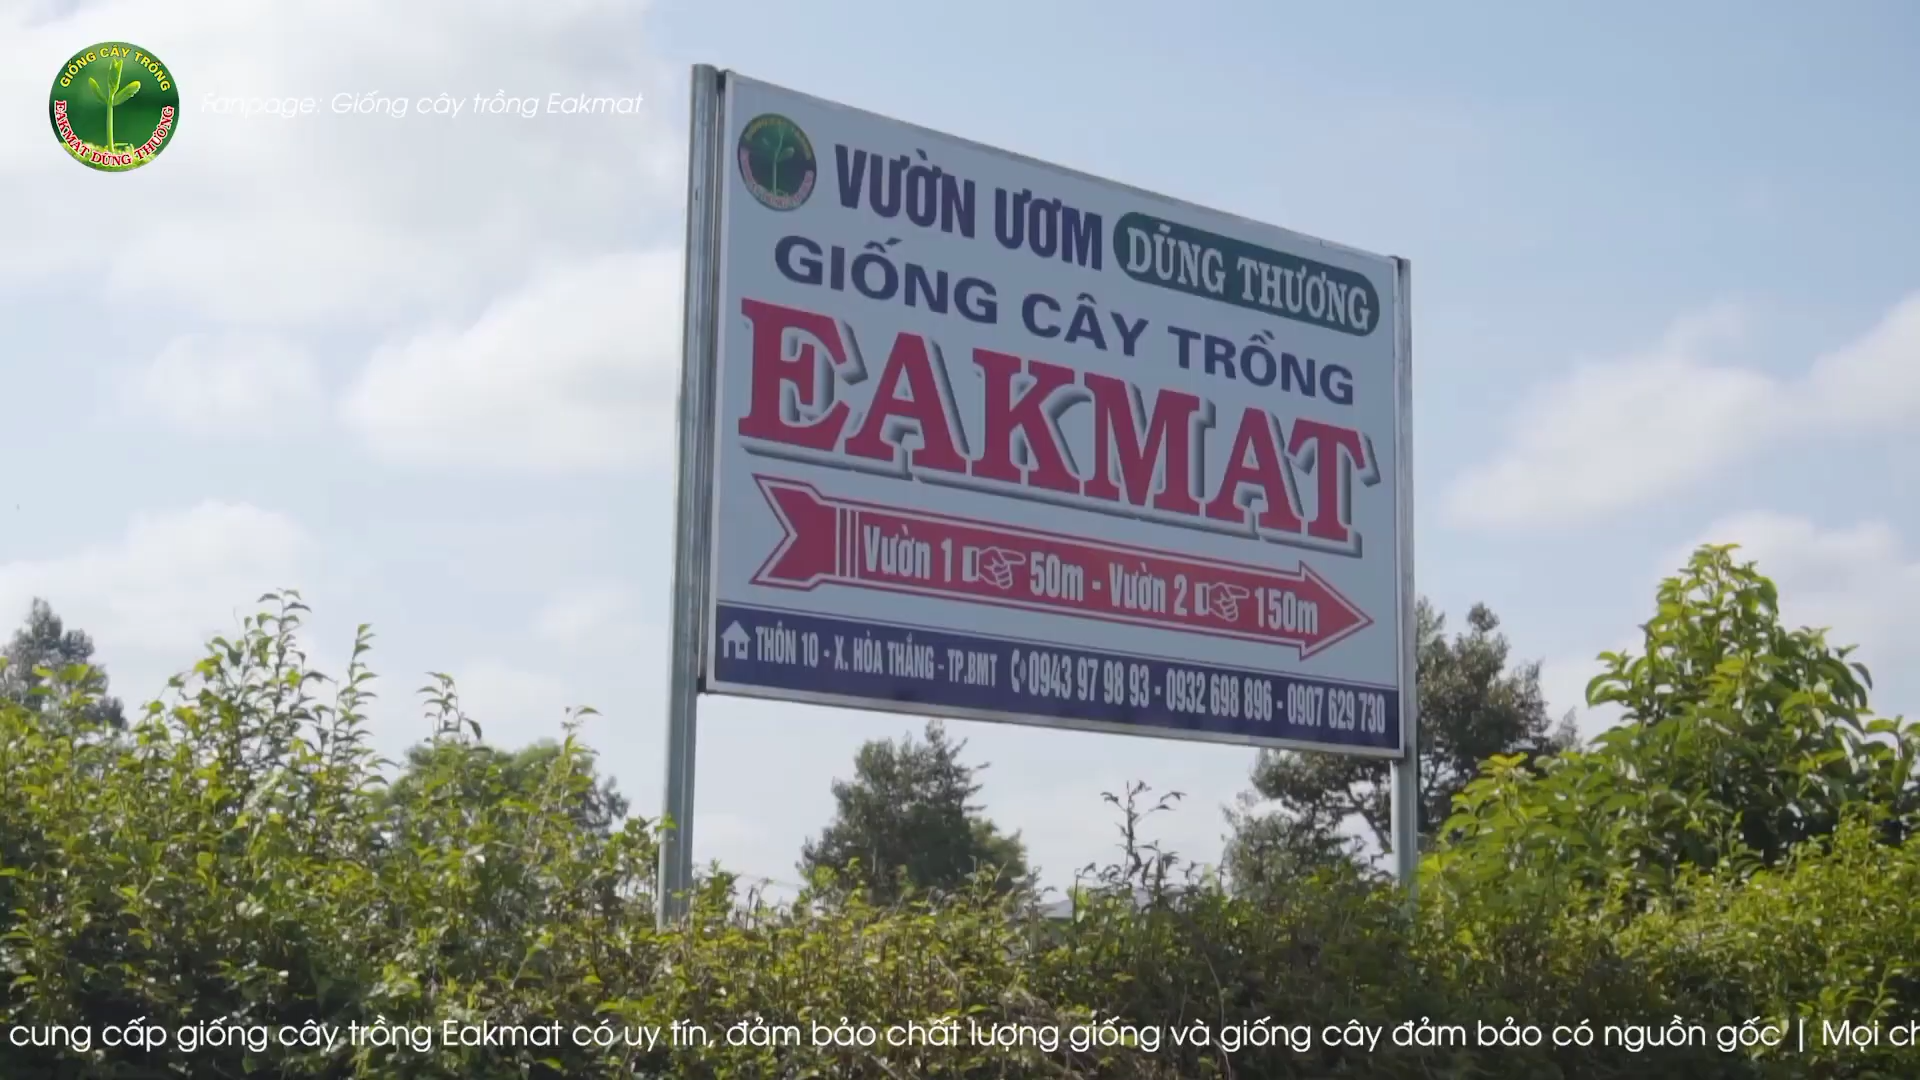 GIỐNG CÂY TRỒNG
EAKMAT DŨNG THƯƠNG
Fanpage: Giống cây trồng Eakmat
VƯỜN ƯƠM DŨNG THƯƠNG
GIỐNG CÂY TRỒNG
EAKMAT
Vườn 1 50m - Vườn 2 150m
THÔN 10 - X. HÒA THẮNG - TP.BMT 0943 97 98 93 - 0932 698 896 - 0907 629 730
cung cấp giống cây trồng Eakmat có uy tín, đảm bảo chất lượng giống và giống cây đảm bảo có nguồn gốc | Mọi